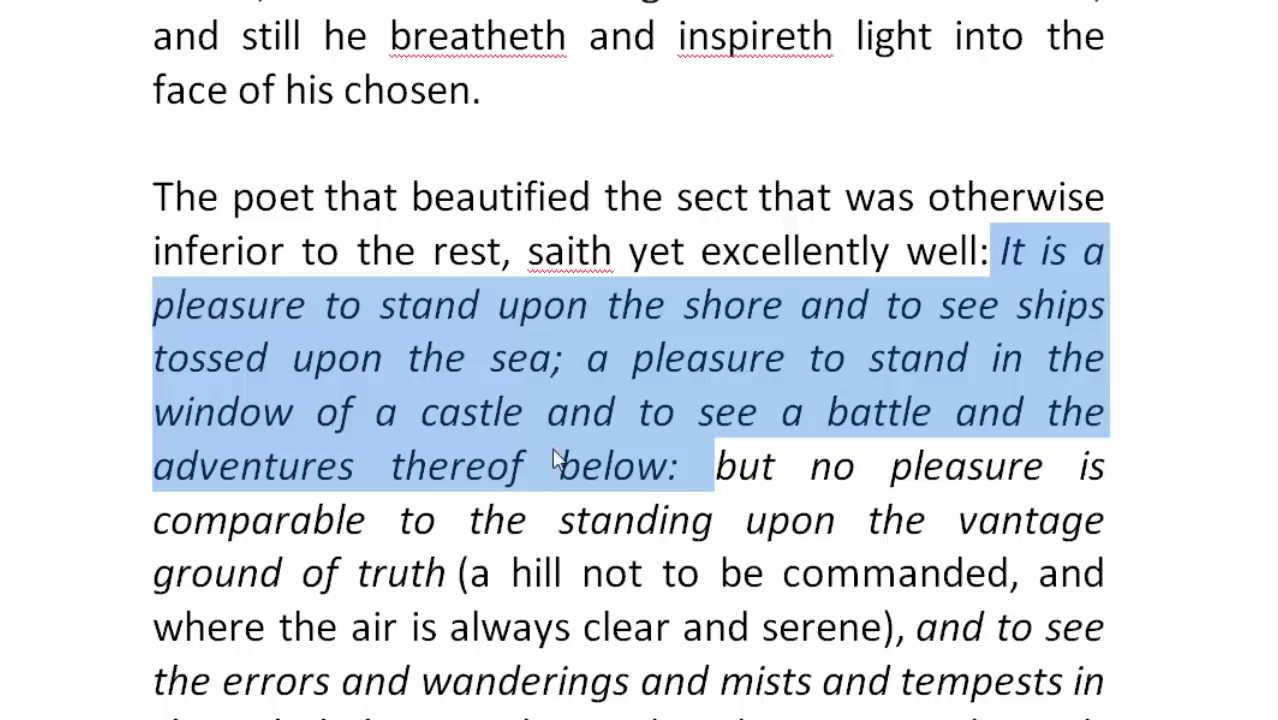 and still he breatheth and inspireth light into the
face of his chosen.
The poet that beautified the sect that was otherwise
inferior to the rest, saith yet excellently well: It is a
pleasure to stand upon the shore and to see ships
tossed upon the sea; a pleasure to stand in the
window of a castle and to see a battle and the
adventures thereof below: but no pleasure is
comparable to the standing upon the vantage
ground of truth (a hill not to be commanded, and
where the air is always clear and serene), and to see
the errors and wanderings and mists and tempests in